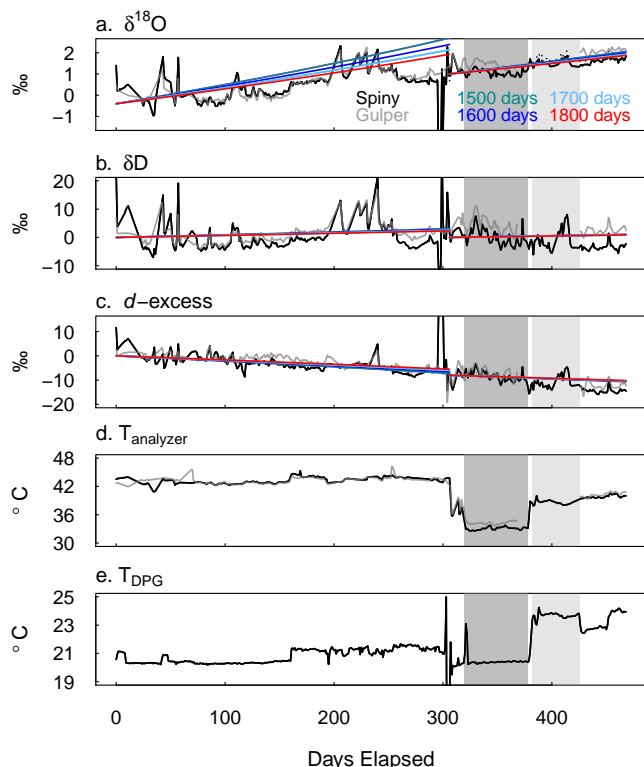 a. δ18O
2
1
0
−1
‰
Spiny
Gulper
1500 days
1600 days
1700 days
1800 days
b. δD
20
10
0
−10
‰
c. d−excess
10
0
−10
−20
‰
d. Tanalyzer
48
42
36
30
° C
e. TDPG
25
23
21
19
° C
0 100 200 300 400
Days Elapsed